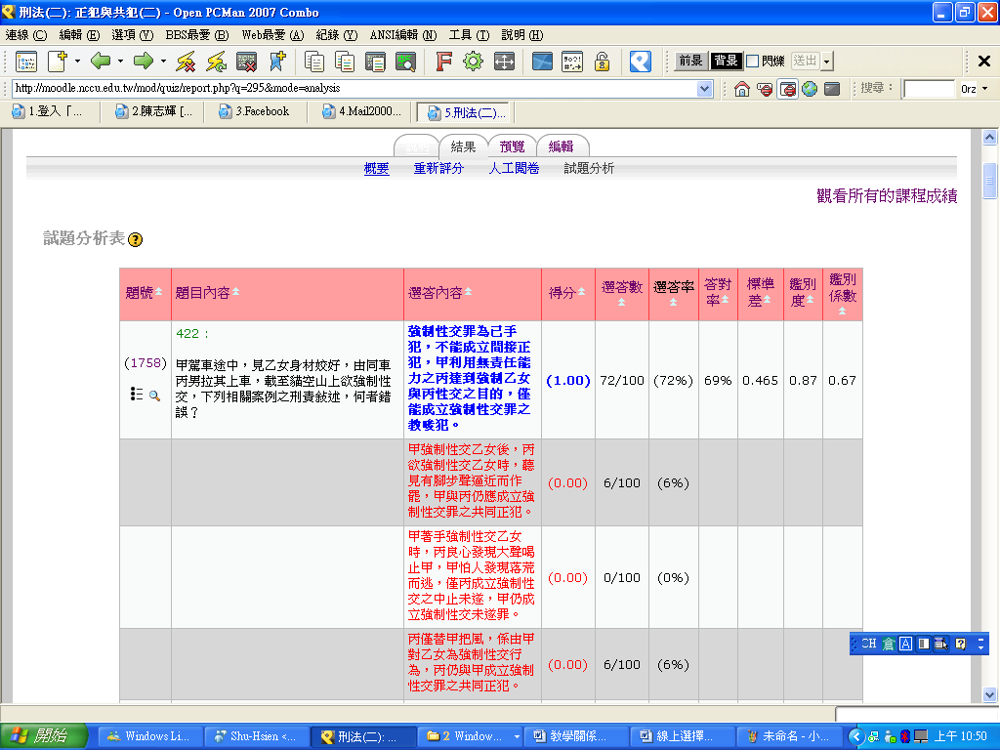 刑法(二): 正犯與共犯(二) - Open PCMan 2007 Combo
連線 (C) 編輯 (E) 選項 (V) BBS最愛 (B) Web最愛 (A) 紀錄 (Y) ANSI編輯 (N) 工具 (T) 說明 (H)
前景 背景 閃爍 送出
http://moodle.nccu.edu.tw/mod/quiz/report.php?q=295&mode=analysis
搜尋： Orz
1.登入「... 2.陳志輝 [... 3.Facebook 4.Mail2000... 5.刑法(二)...
結果 預覽 編輯
概要 重新評分 人工閱卷 試題分析
觀看所有的課程成績
試題分析表
題號 題目內容 選答內容 得分 選答數 選答率 答對率 標準差 鑑別度 鑑別係數
(1758)
422 :
甲駕車途中，見乙女身材姣好，由同車
丙男拉其上車，載至貓空山上欲強制性
交，下列相關案例之刑責敘述，何者錯
誤？
強制性交罪為己手
犯，不能成立間接正
犯，甲利用無責任能
力之丙達到強制乙女
與丙性交之目的，僅
能成立強制性交罪之
教唆犯。
(1.00) 72/100 (72%) 69% 0.465 0.87 0.67
甲強制性交乙女後，丙
欲強制性交乙女時，聽
見有腳步聲逼近而作
罷，甲與丙仍應成立強
制性交罪之共同正犯。
(0.00) 6/100 (6%)
甲著手強制性交乙女
時，丙良心發現大聲喝
止甲，甲怕人發現落荒
而逃，僅丙成立強制性
交之中止未遂，甲仍成
立強制性交未遂罪。
(0.00) 0/100 (0%)
丙僅替甲把風，係由甲
對乙女為強制性交行
為，丙仍與甲成立強制
性交罪之共同正犯。
(0.00) 6/100 (6%)
CH 倉 A
開始 Windows Li... Shu-Hsien <... 刑法(二):... 2 Window... 教學關係... 線上選擇... 未命名 - 小... 上午 10:50